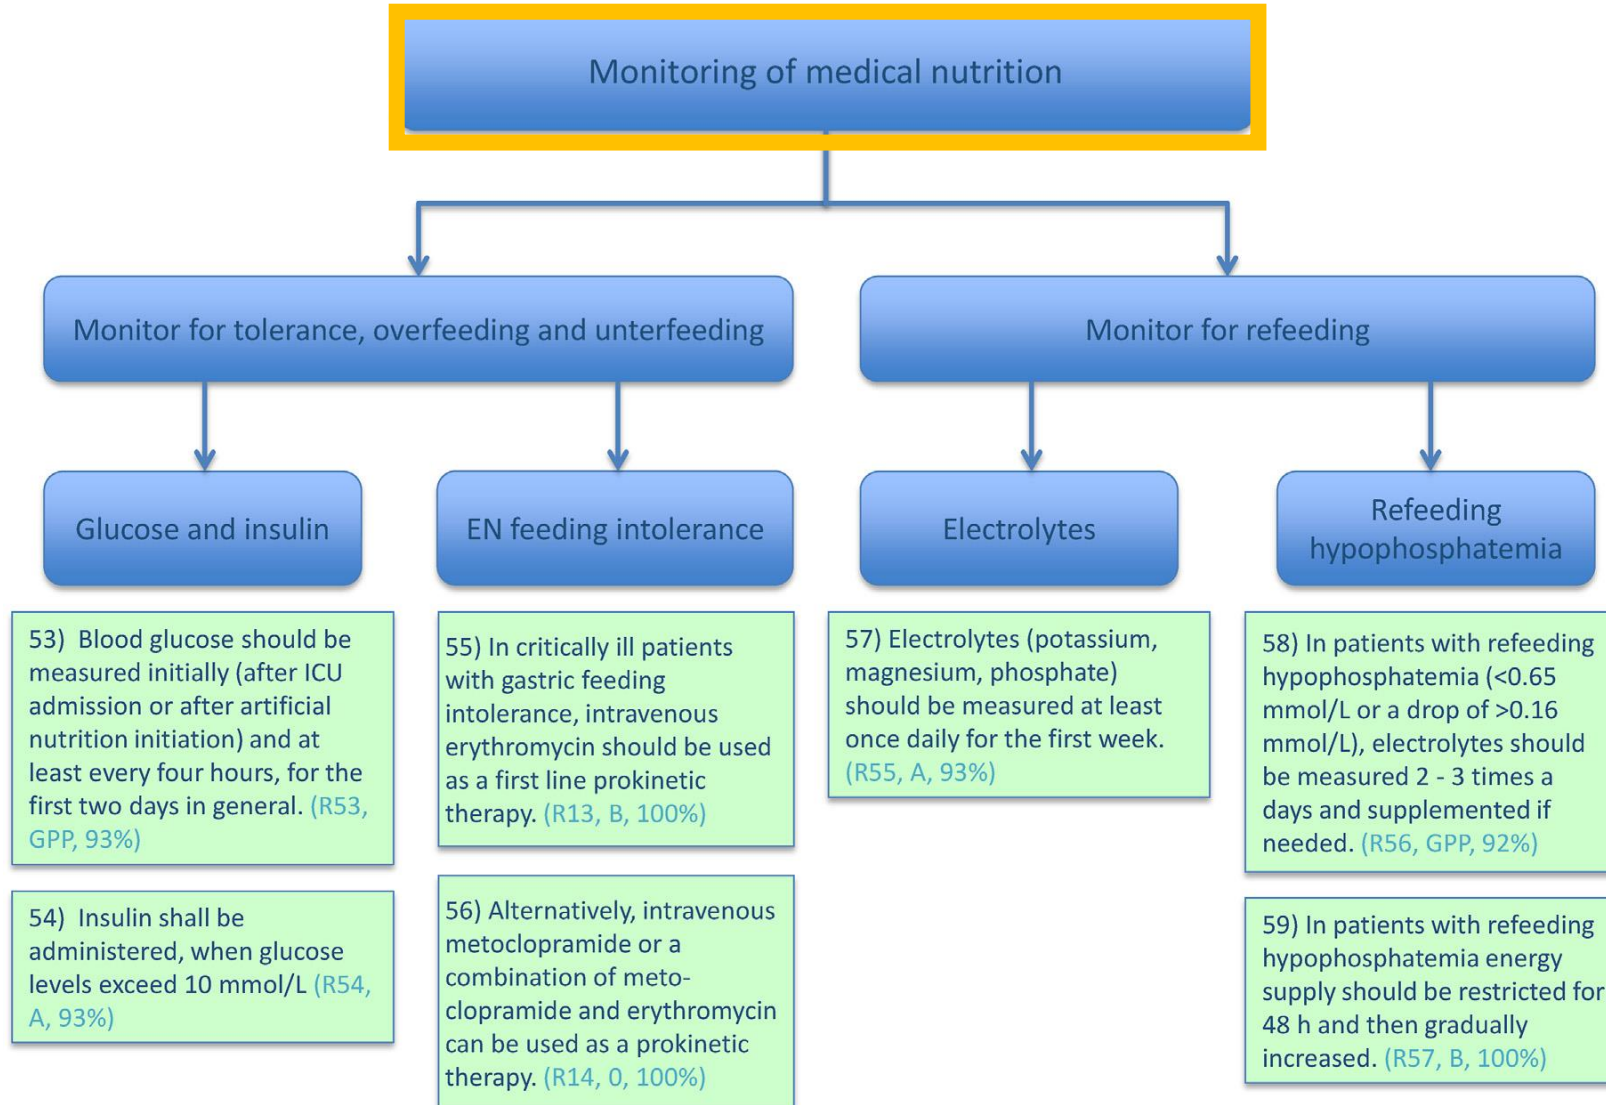 Monitoring of medical nutrition
Monitor for tolerance, overfeeding and unterfeeding
Monitor for refeeding
Glucose and insulin
EN feeding intolerance
Electrolytes
Refeeding
hypophosphatemia
53)  Blood glucose should be
measured initially (after ICU
admission or after artificial
nutrition initiation) and at
least every four hours, for the
first two days in general. (R53,
GPP, 93%)
54)  Insulin shall be
administered, when glucose
levels exceed 10 mmol/L (R54,
A, 93%)
55) In critically ill patients
with gastric feeding
intolerance, intravenous
erythromycin should be used
as a first line prokinetic
therapy. (R13, B, 100%)
56) Alternatively, intravenous
metoclopramide or a
combination of meto-
clopramide and erythromycin
can be used as a prokinetic
therapy. (R14, 0, 100%)
57) Electrolytes (potassium,
magnesium, phosphate)
should be measured at least
once daily for the first week.
(R55, A, 93%)
58) In patients with refeeding
hypophosphatemia (<0.65
mmol/L or a drop of >0.16
mmol/L), electrolytes should
be measured 2 - 3 times a
days and supplemented if
needed. (R56, GPP, 92%)
59) In patients with refeeding
hypophosphatemia energy
supply should be restricted for
48 h and then gradually
increased. (R57, B, 100%)